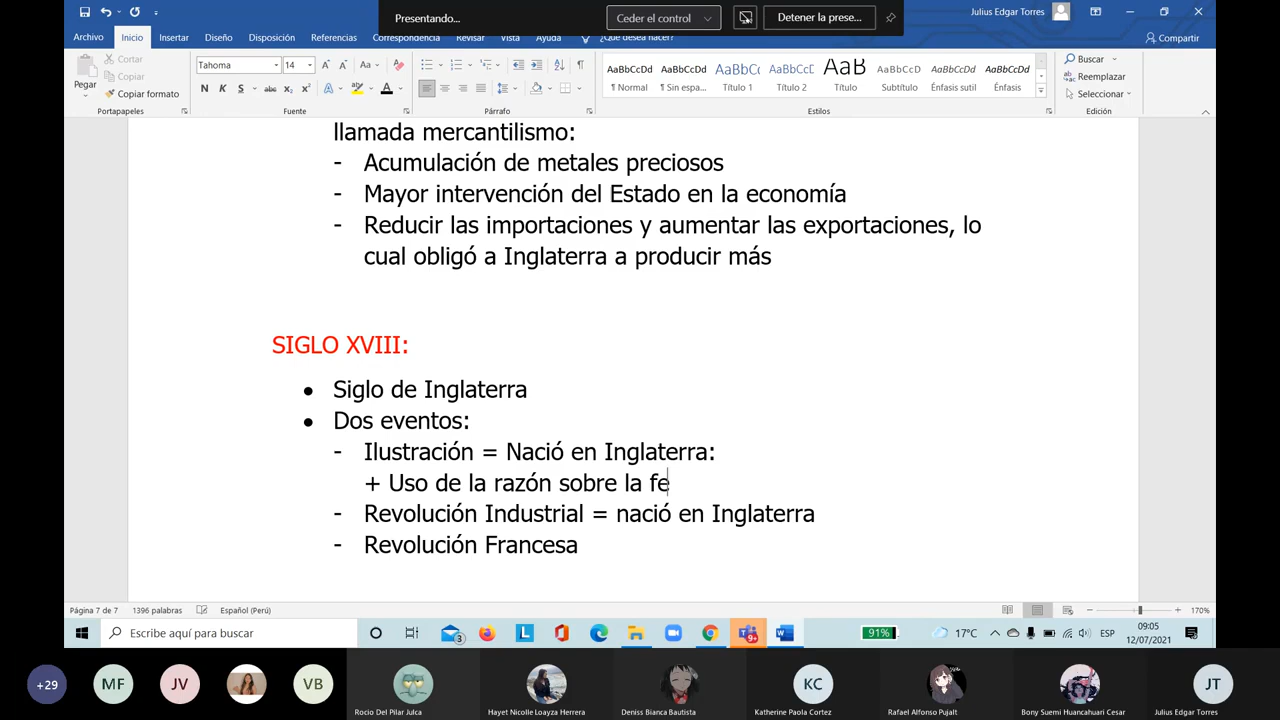 Presentando...
Ceder el control
Detener la prese...
Julius Edgar Torres
Archivo Inicio Insertar Diseño Disposición Referencias Correspondencia Revisar Vista Ayuda ¿Qué desea hacer?
Compartir
Cortar
Copiar
Pegar
Copiar formato
Tahoma 14
N K S abc x₂ x²
AaBbCcDd AaBbCcDd AaBbCc AaBbCcD AaB AaBbCcD AaBbCcDd AaBbCcDd
¶ Normal ¶ Sin espa... Título 1 Título 2 Título Subtítulo Énfasis sutil Énfasis
Buscar
Reemplazar
Seleccionar
Portapapeles Fuente Párrafo Estilos Edición
llamada mercantilismo:
- Acumulación de metales preciosos
- Mayor intervención del Estado en la economía
- Reducir las importaciones y aumentar las exportaciones, lo
cual obligó a Inglaterra a producir más
SIGLO XVIII:
• Siglo de Inglaterra
• Dos eventos:
- Ilustración = Nació en Inglaterra:
+ Uso de la razón sobre la fe
- Revolución Industrial = nació en Inglaterra
- Revolución Francesa
Página 7 de 7 1396 palabras Español (Perú) 170%
Escribe aquí para buscar
91% 17°C ESP
09:05
12/07/2021
+29 MF JV VB KC JT
Rocio Del Pilar Julca Hayet Nicolle Loayza Herrera Deniss Bianca Bautista Katherine Paola Cortez Rafael Alfonso Pujalt Bony Suemi Huancahuari Cesar Julius Edgar Torres